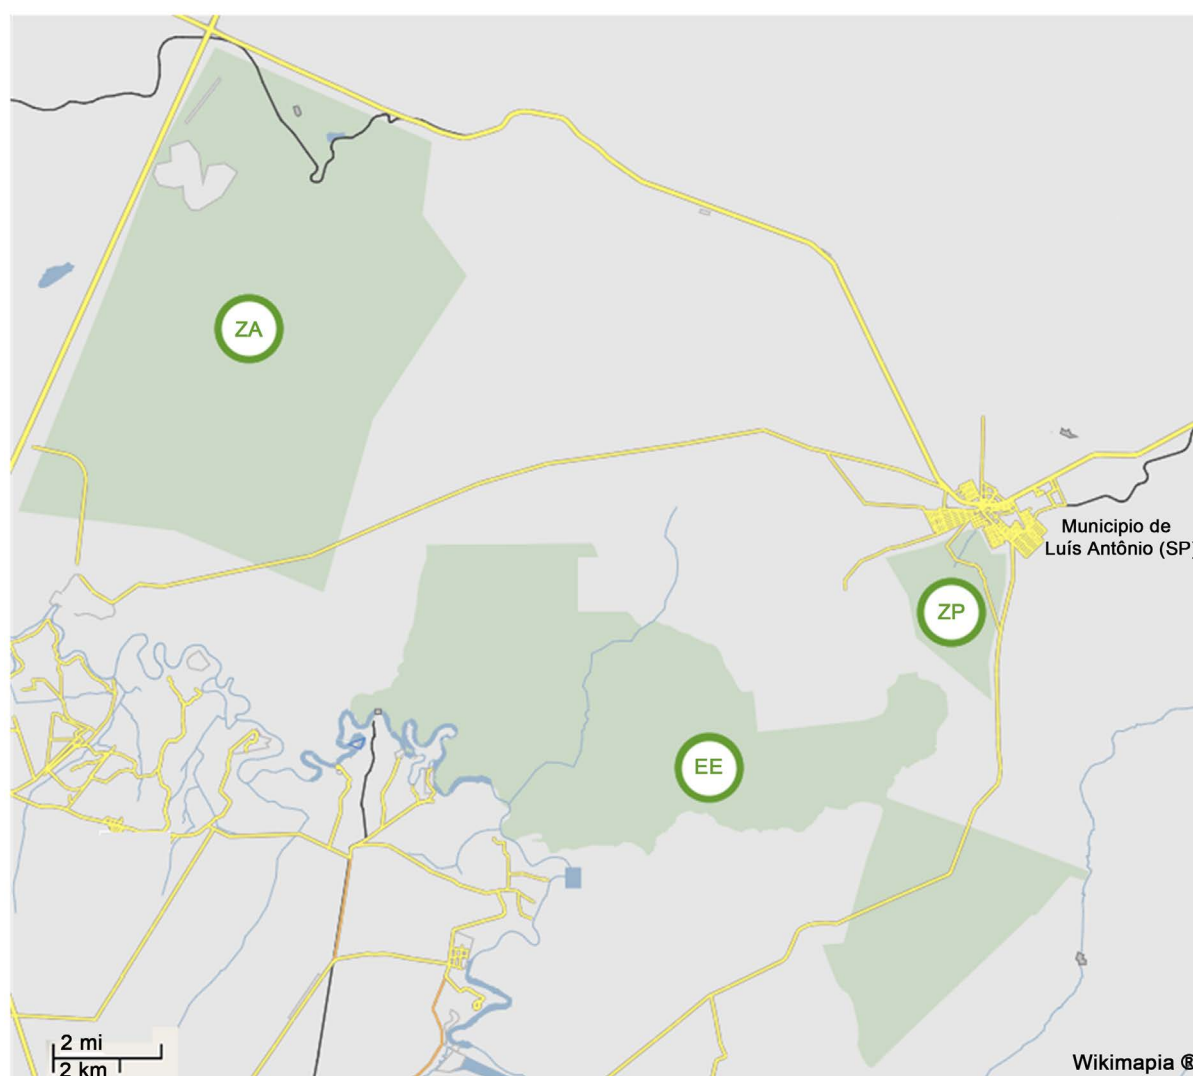 ZA
Municipio de
Luís Antônio (SP)
ZP
EE
2 mi
2 km
Wikimapia ®